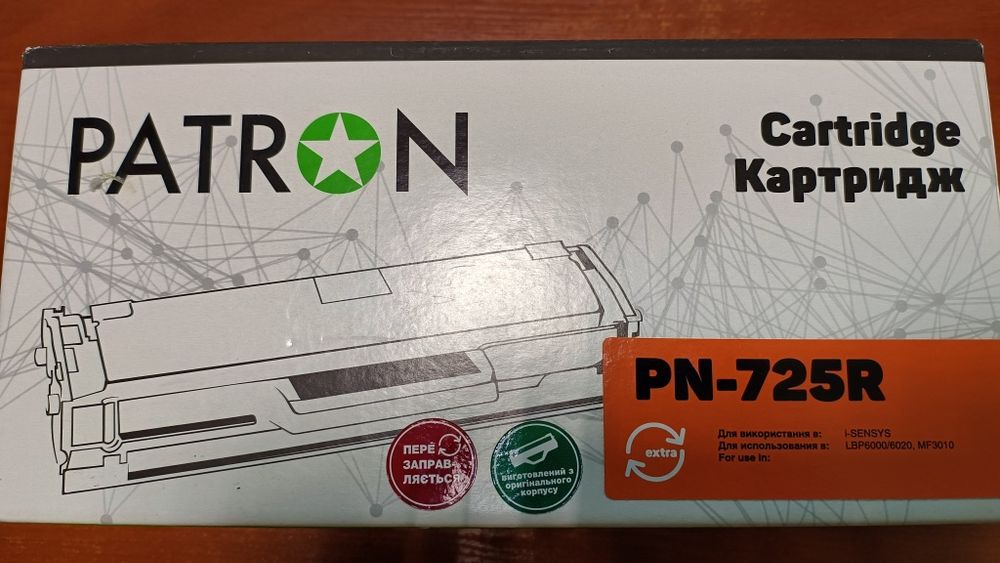 PATRON
Cartridge
Картридж
PN-725R
extra
Для використання в: i-SENSYS
Для использования в: LBP6000/6020, MF3010
For use in:
ПЕРЕ
ЗАПРАВ-
ЛЯЄТЬСЯ
виготовлений з
оригінального
корпусу